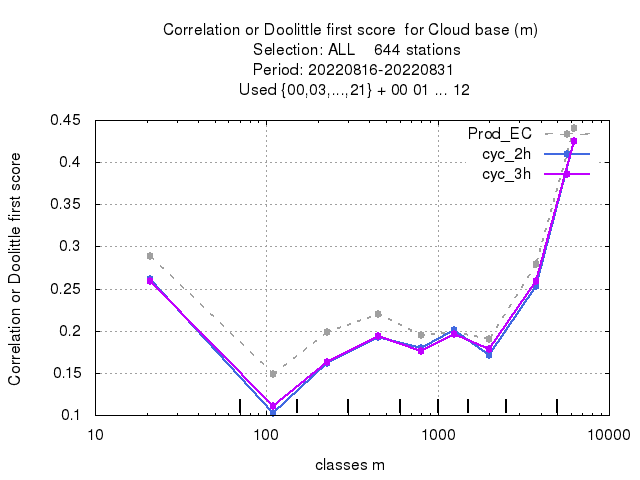 Correlation or Doolittle first score  for Cloud base (m)
Selection: ALL    644 stations
Period: 20220816-20220831
Used {00,03,...,21} + 00 01 ... 12
Correlation or Doolittle first score
0.45
0.4
0.35
0.3
0.25
0.2
0.15
0.1
Prod_EC
cyc_2h
cyc_3h
10
100
1000
10000
classes m